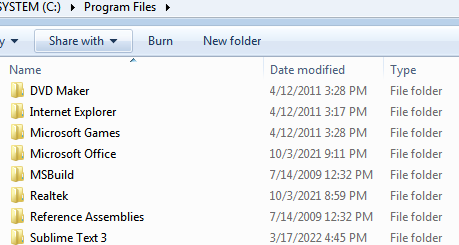 SYSTEM (C:) Program Files
Share with Burn New folder
Name Date modified Type
DVD Maker 4/12/2011 3:28 PM File folder
Internet Explorer 4/12/2011 3:17 PM File folder
Microsoft Games 4/12/2011 3:28 PM File folder
Microsoft Office 10/3/2021 9:11 PM File folder
MSBuild 7/14/2009 12:32 PM File folder
Realtek 10/3/2021 8:59 PM File folder
Reference Assemblies 7/14/2009 12:32 PM File folder
Sublime Text 3 3/17/2022 4:45 PM File folder